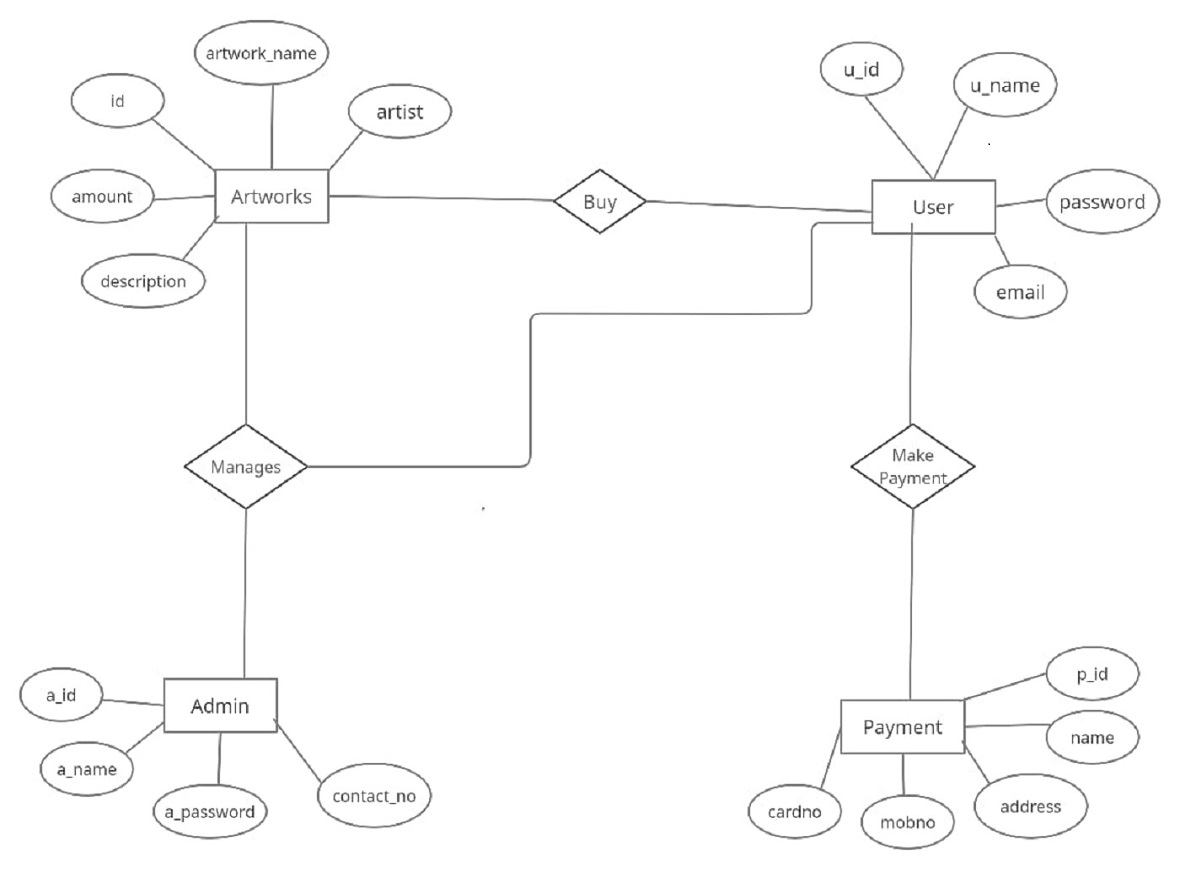 artwork_name
id
artist
u_id
u_name
amount
Artworks
Buy
User
password
description
email
Manages
Make
Payment
a_id
Admin
p_id
Payment
name
a_name
contact_no
a_password
cardno
mobno
address